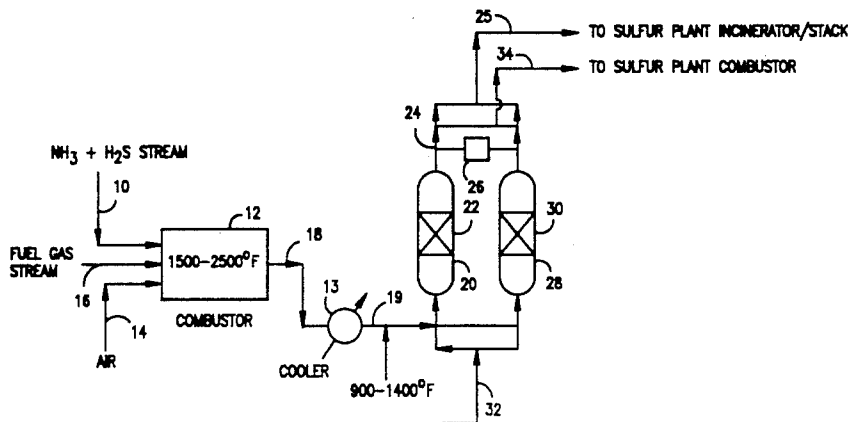 25
TO SULFUR PLANT INCINERATOR/STACK
34
TO SULFUR PLANT COMBUSTOR
24
NH3 + H2S STREAM
26
10
12
22
30
18
FUEL GAS
STREAM
1500-2500°F
16
13
19
20
28
COMBUSTOR
14
AIR
COOLER
900-1400°F
32